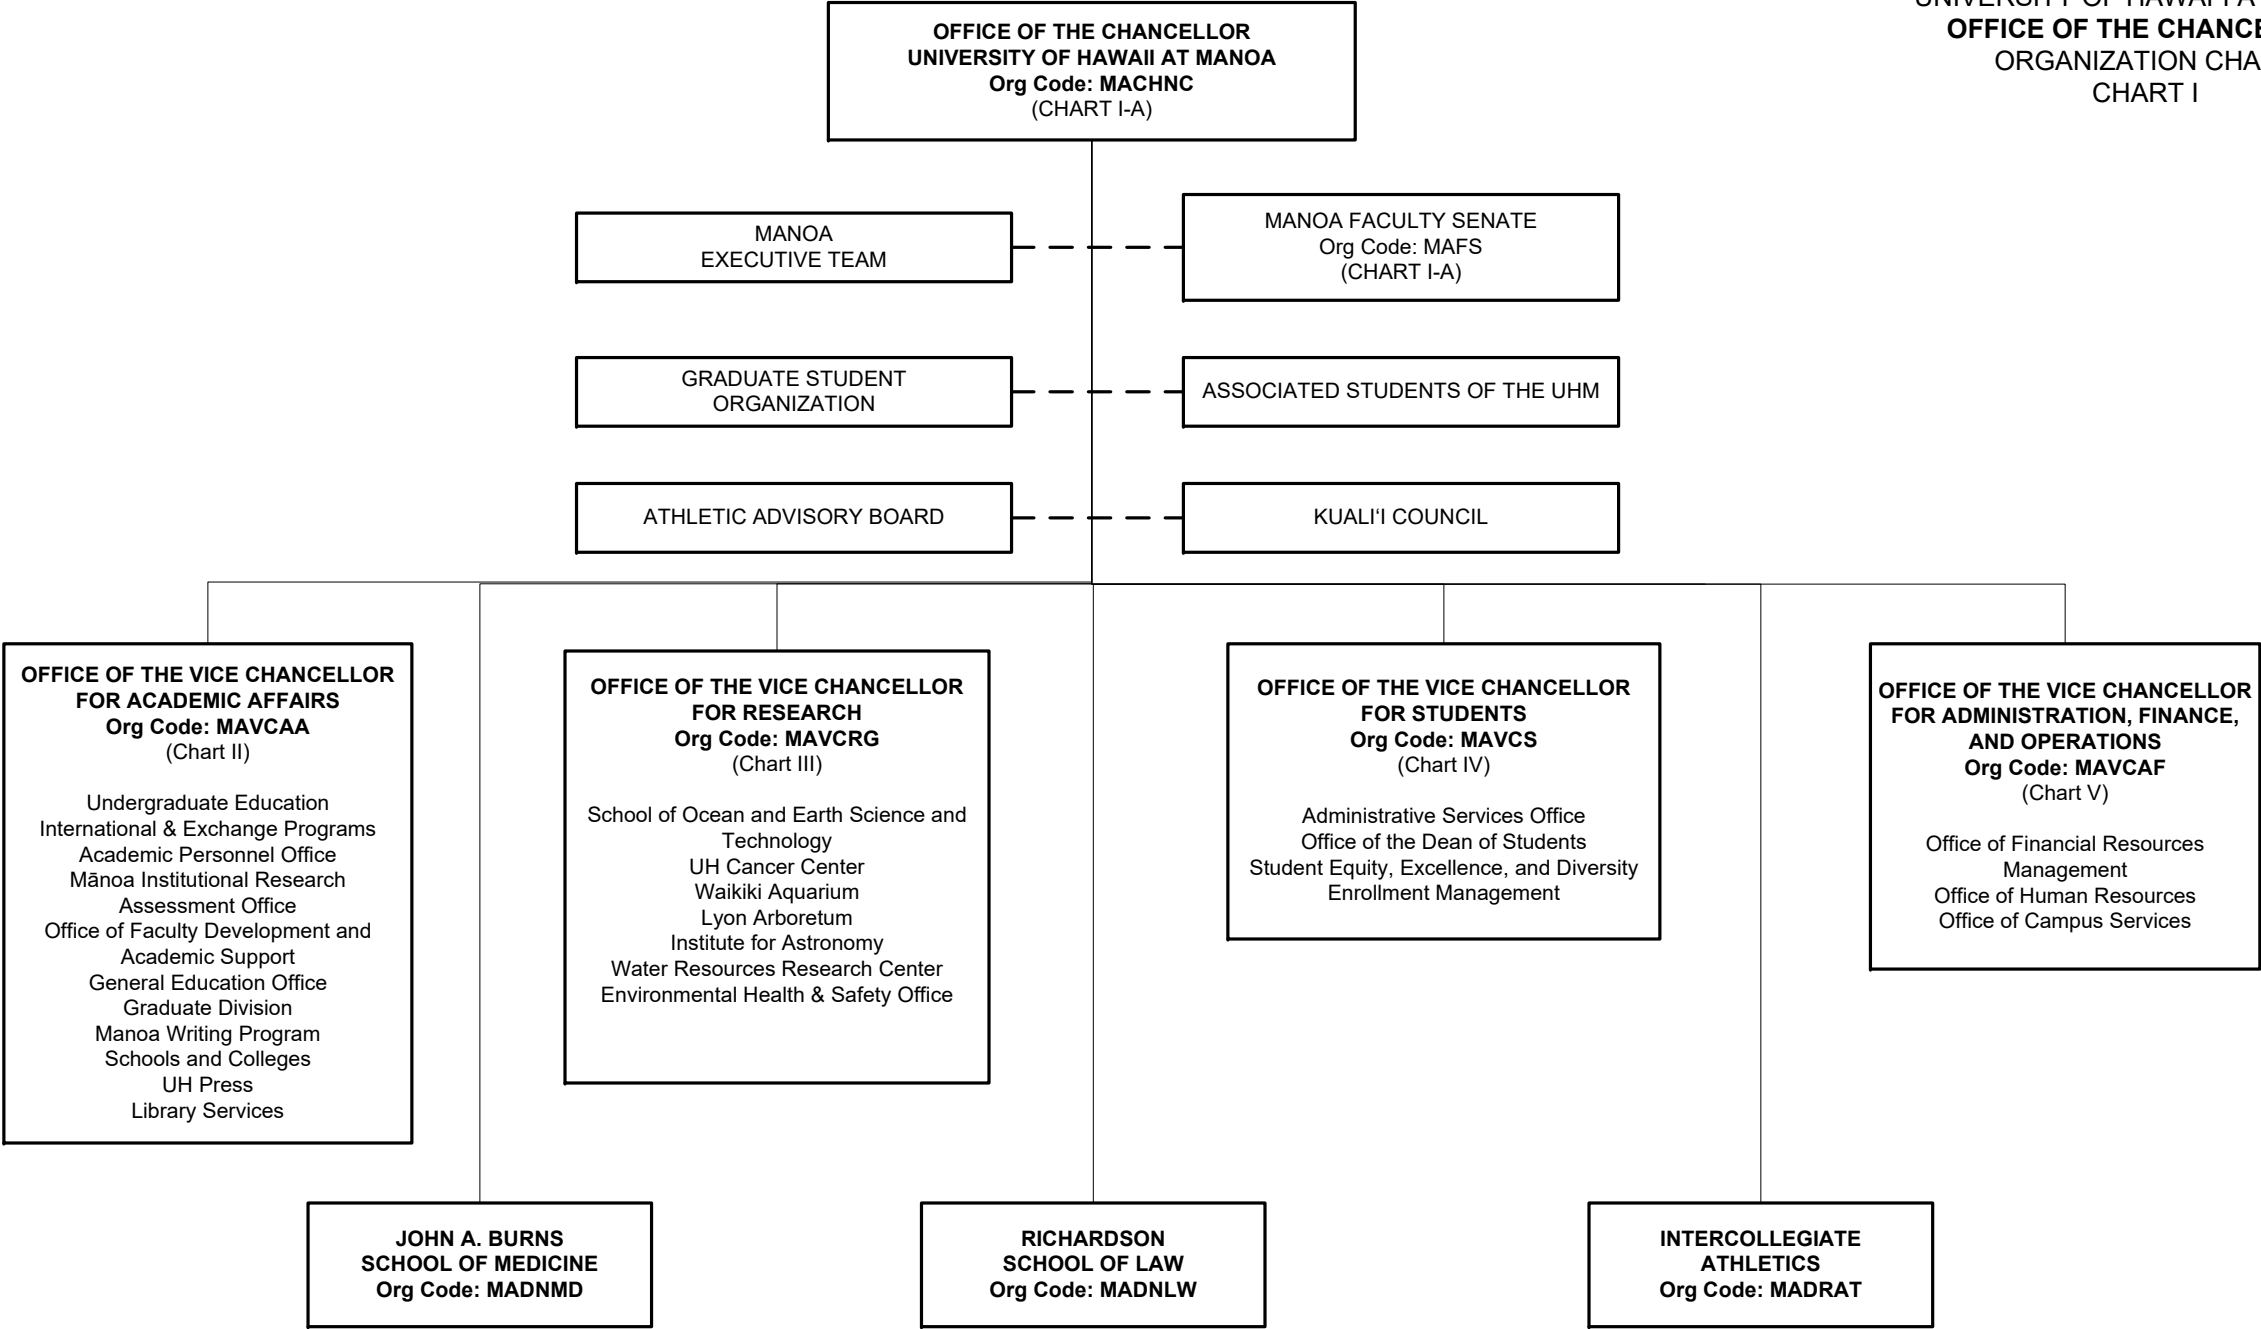 UNIVERSITY OF HAWAII A
OFFICE OF THE CHANCE
ORGANIZATION CHA
CHART I
OFFICE OF THE CHANCELLOR
UNIVERSITY OF HAWAII AT MANOA
Org Code: MACHNC
(CHART I-A)
MANOA
EXECUTIVE TEAM
MANOA FACULTY SENATE
Org Code: MAFS
(CHART I-A)
GRADUATE STUDENT
ORGANIZATION
ASSOCIATED STUDENTS OF THE UHM
ATHLETIC ADVISORY BOARD
KUALI‘I COUNCIL
OFFICE OF THE VICE CHANCELLOR
FOR ACADEMIC AFFAIRS
Org Code: MAVCAA
(Chart II)
Undergraduate Education
International & Exchange Programs
Academic Personnel Office
Mānoa Institutional Research
Assessment Office
Office of Faculty Development and
Academic Support
General Education Office
Graduate Division
Manoa Writing Program
Schools and Colleges
UH Press
Library Services
OFFICE OF THE VICE CHANCELLOR
FOR RESEARCH
Org Code: MAVCRG
(Chart III)
School of Ocean and Earth Science and
Technology
UH Cancer Center
Waikiki Aquarium
Lyon Arboretum
Institute for Astronomy
Water Resources Research Center
Environmental Health & Safety Office
OFFICE OF THE VICE CHANCELLOR
FOR STUDENTS
Org Code: MAVCS
(Chart IV)
Administrative Services Office
Office of the Dean of Students
Student Equity, Excellence, and Diversity
Enrollment Management
OFFICE OF THE VICE CHANCELLOR
FOR ADMINISTRATION, FINANCE,
AND OPERATIONS
Org Code: MAVCAF
(Chart V)
Office of Financial Resources
Management
Office of Human Resources
Office of Campus Services
JOHN A. BURNS
SCHOOL OF MEDICINE
Org Code: MADNMD
RICHARDSON
SCHOOL OF LAW
Org Code: MADNLW
INTERCOLLEGIATE
ATHLETICS
Org Code: MADRAT